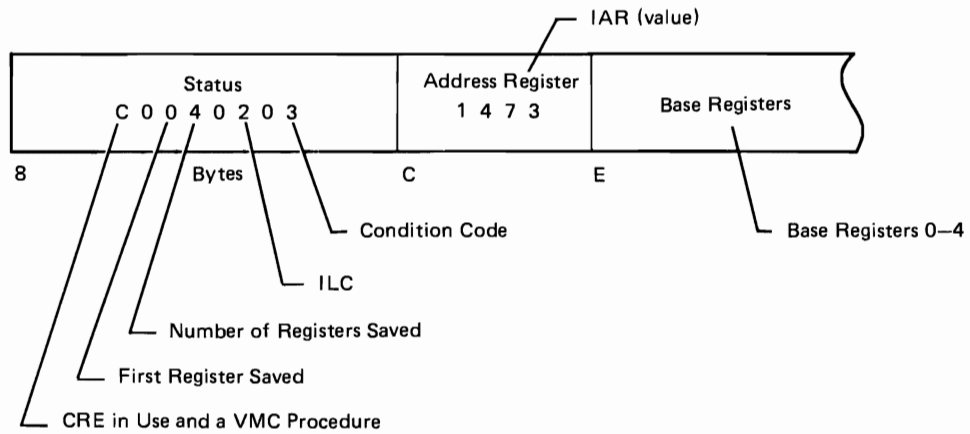 IAR (value)
Status
C 0 0 4 0 2 0 3
Address Register
1 4 7 3
Base Registers
8
Bytes
C
E
Condition Code
Base Registers 0–4
ILC
Number of Registers Saved
First Register Saved
CRE in Use and a VMC Procedure